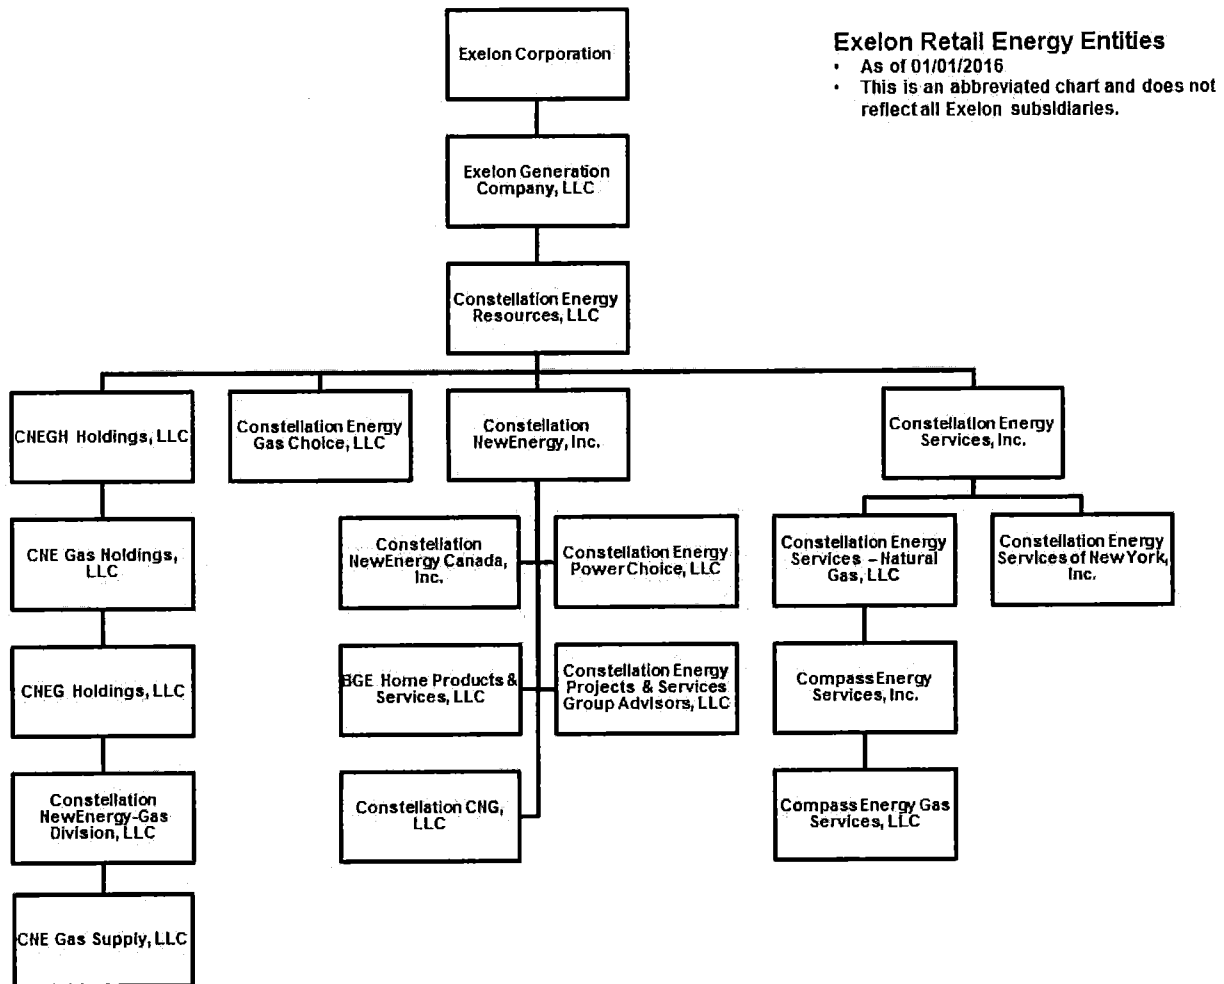 Exelon Corporation
Exelon Retail Energy Entities
• As of 01/01/2016
• This is an abbreviated chart and does not
reflect all Exelon subsidiaries.
Exelon Generation
Company, LLC
Constellation Energy
Resources, LLC
CNEGH Holdings, LLC
Constellation Energy
Gas Choice, LLC
Constellation
NewEnergy, Inc.
Constellation Energy
Services, Inc.
CNE Gas Holdings,
LLC
Constellation
NewEnergy Canada,
Inc.
Constellation Energy
Power Choice, LLC
Constellation Energy
Services – Natural
Gas, LLC
Constellation Energy
Services of New York,
Inc.
CNEG Holdings, LLC
BGE Home Products &
Services, LLC
Constellation Energy
Projects & Services
Group Advisors, LLC
Compass Energy
Services, Inc.
Constellation
NewEnergy-Gas
Division, LLC
Constellation CNG,
LLC
Compass Energy Gas
Services, LLC
CNE Gas Supply, LLC